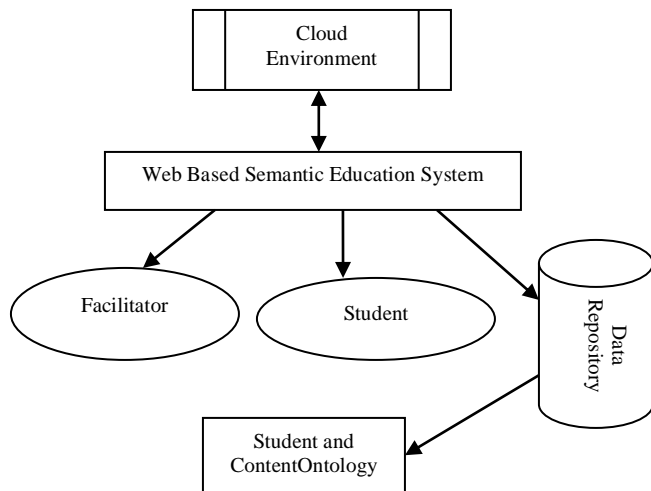 Cloud
Environment
Web Based Semantic Education System
Facilitator
Student
Data
Repository
Student and
ContentOntology